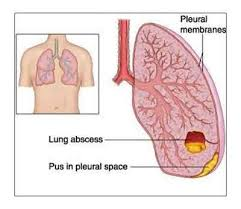 Pleural
membranes
Lung abscess
Pus in pleural space